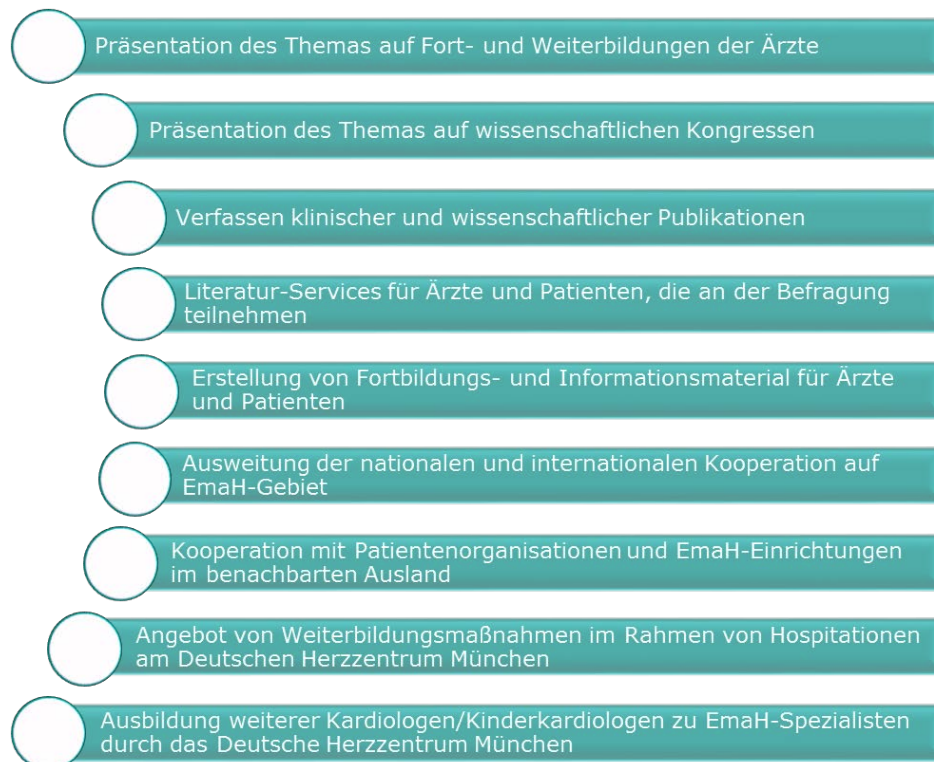 Präsentation des Themas auf Fort- und Weiterbildungen der Ärzte
Präsentation des Themas auf wissenschaftlichen Kongressen
Verfassen klinischer und wissenschaftlicher Publikationen
Literatur-Services für Ärzte und Patienten, die an der Befragung
teilnehmen
Erstellung von Fortbildungs- und Informationsmaterial für Ärzte
und Patienten
Ausweitung der nationalen und internationalen Kooperation auf
EmaH-Gebiet
Kooperation mit Patientenorganisationen und EmaH-Einrichtungen
im benachbarten Ausland
Angebot von Weiterbildungsmaßnahmen im Rahmen von Hospitationen
am Deutschen Herzzentrum München
Ausbildung weiterer Kardiologen/Kinderkardiologen zu EmaH-Spezialisten
durch das Deutsche Herzzentrum München